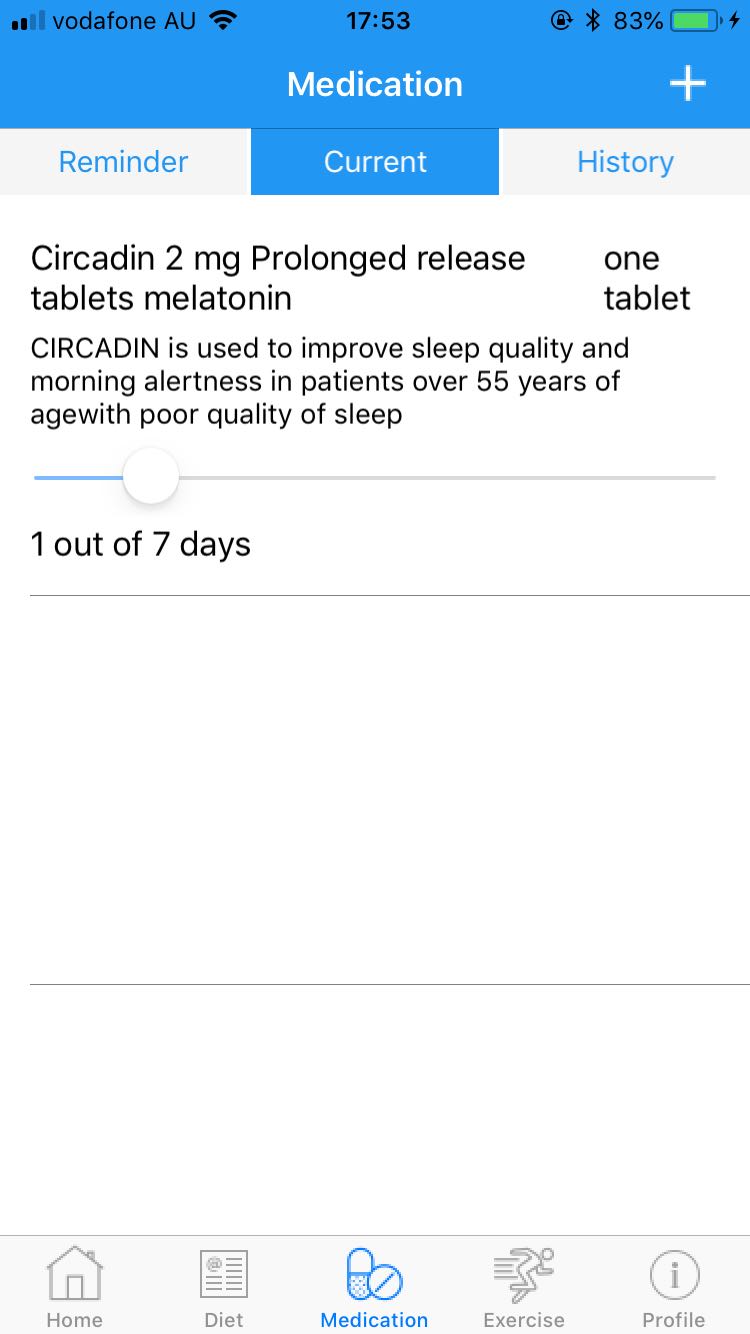 vodafone AU 17:53 83%
Medication +
Reminder Current History
Circadin 2 mg Prolonged release one
tablets melatonin tablet
CIRCADIN is used to improve sleep quality and
morning alertness in patients over 55 years of
agewith poor quality of sleep
1 out of 7 days
Home Diet Medication Exercise Profile